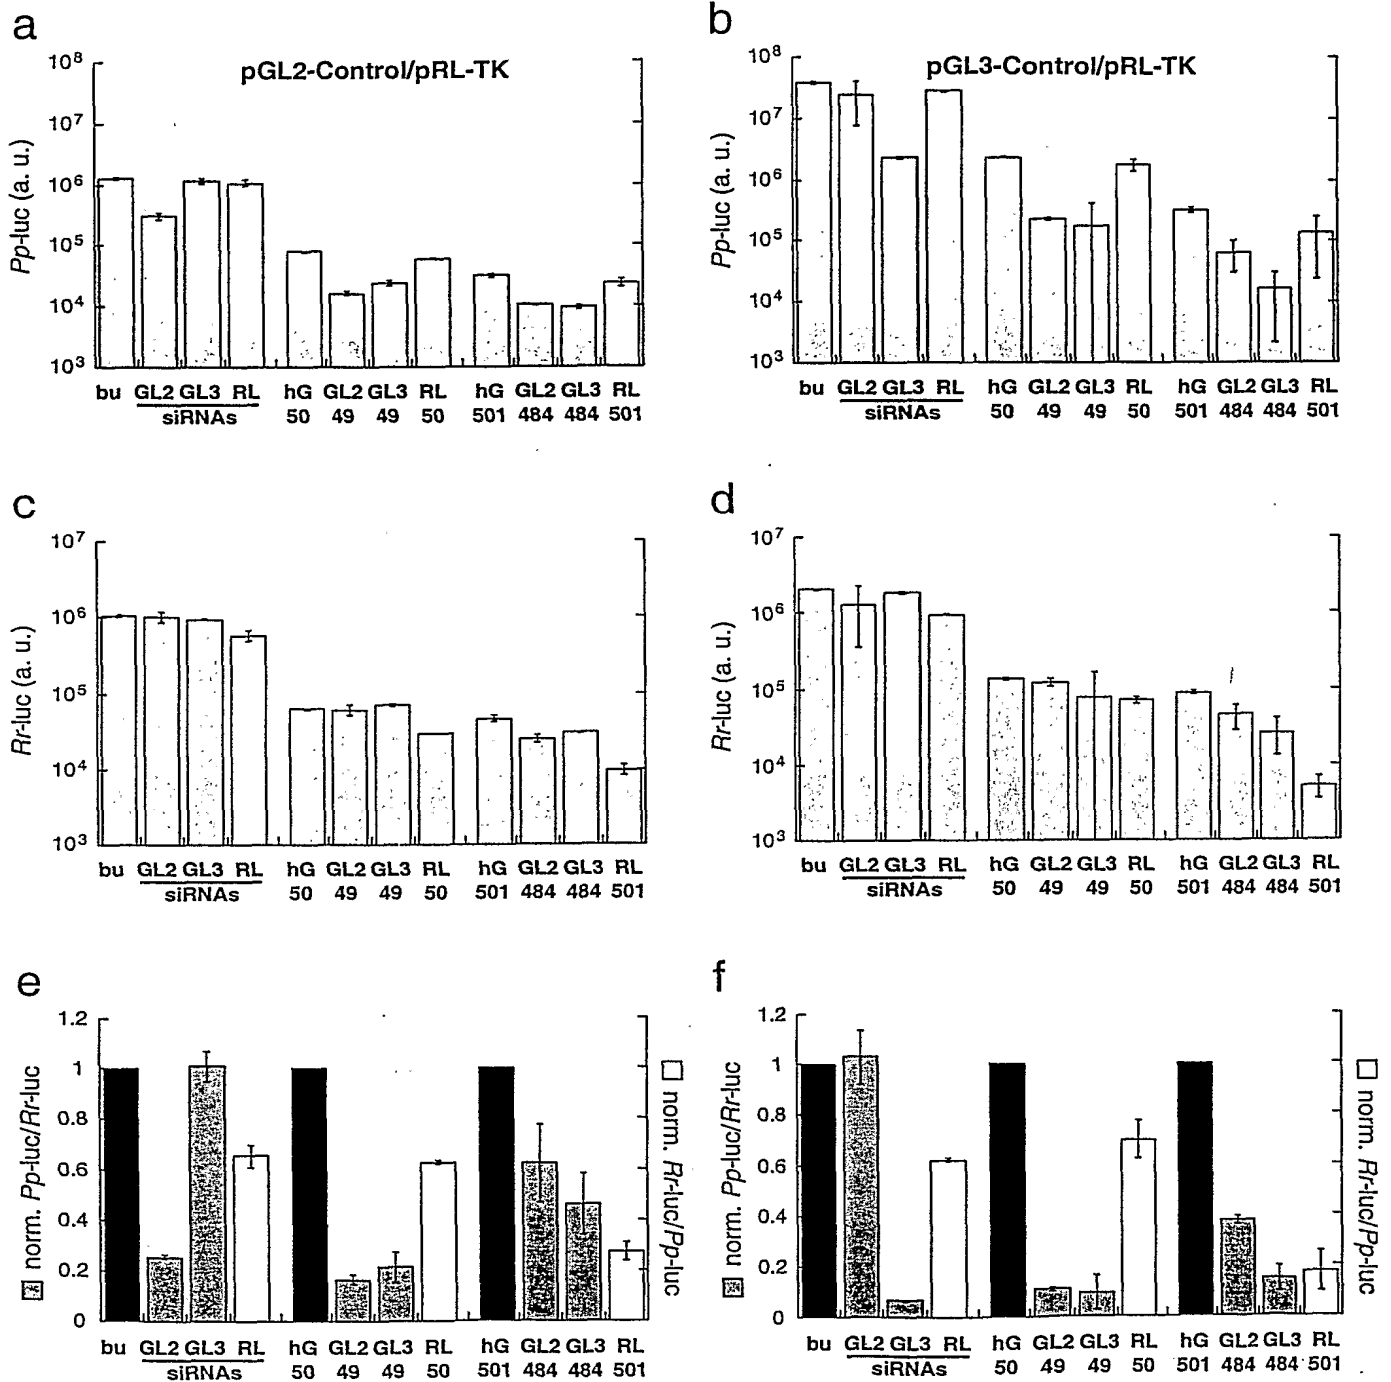 a
pGL2-Control/pRL-TK
Pp-luc (a. u.)
10⁸
10⁷
10⁶
10⁵
10⁴
10³
bu GL2 GL3 RL hG GL2 GL3 RL hG GL2 GL3 RL
siRNAs 50 49 49 50 501 484 484 501
b
pGL3-Control/pRL-TK
Pp-luc (a. u.)
10⁸
10⁷
10⁶
10⁵
10⁴
10³
bu GL2 GL3 RL hG GL2 GL3 RL hG GL2 GL3 RL
siRNAs 50 49 49 50 501 484 484 501
c
Rr-luc (a. u.)
10⁷
10⁶
10⁵
10⁴
10³
bu GL2 GL3 RL hG GL2 GL3 RL hG GL2 GL3 RL
siRNAs 50 49 49 50 501 484 484 501
d
Rr-luc (a. u.)
10⁷
10⁶
10⁵
10⁴
10³
bu GL2 GL3 RL hG GL2 GL3 RL hG GL2 GL3 RL
siRNAs 50 49 49 50 501 484 484 501
e
norm. Pp-luc/Rr-luc
1.2
1
0.8
0.6
0.4
0.2
0
norm. Rr-luc/Pp-luc
bu GL2 GL3 RL hG GL2 GL3 RL hG GL2 GL3 RL
siRNAs 50 49 49 50 501 484 484 501
f
norm. Pp-luc/Rr-luc
1.2
1
0.8
0.6
0.4
0.2
0
norm. Rr-luc/Pp-luc
bu GL2 GL3 RL hG GL2 GL3 RL hG GL2 GL3 RL
siRNAs 50 49 49 50 501 484 484 501